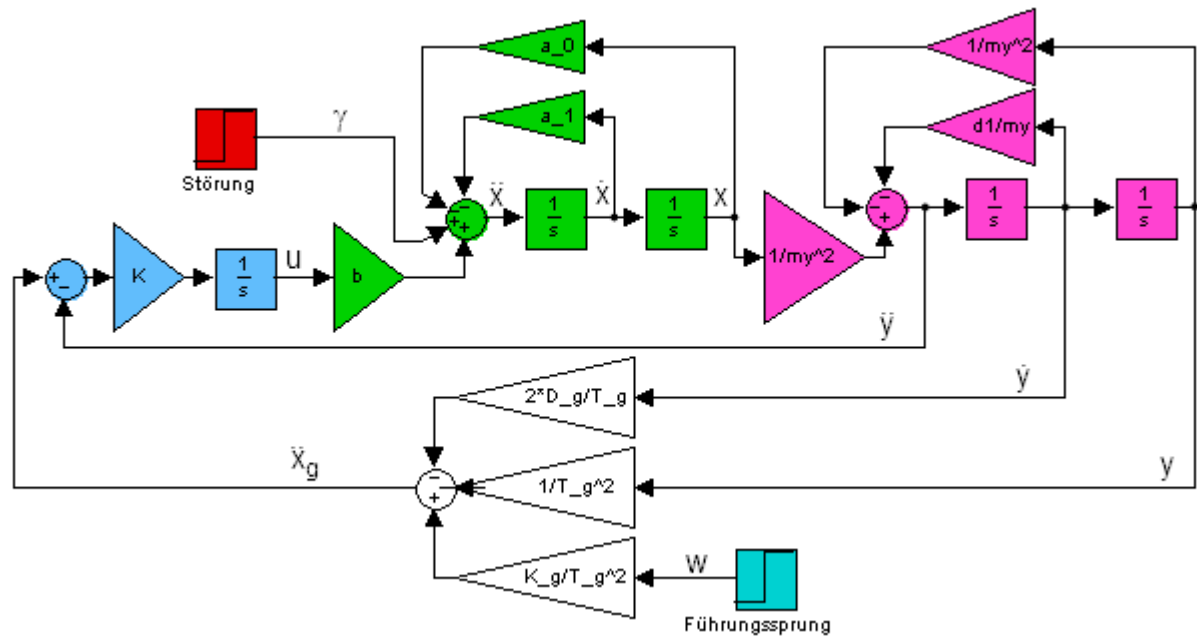 a_0
1/my^2
γ
a_1
d1/my
Störung
ẍ
ẋ
x
1
s
1
s
1
s
1
s
K
1
s
u
b
1/my^2
ÿ
ẏ
2*D_g/T_g
ẍg
1/T_g^2
y
K_g/T_g^2
w
Führungssprung